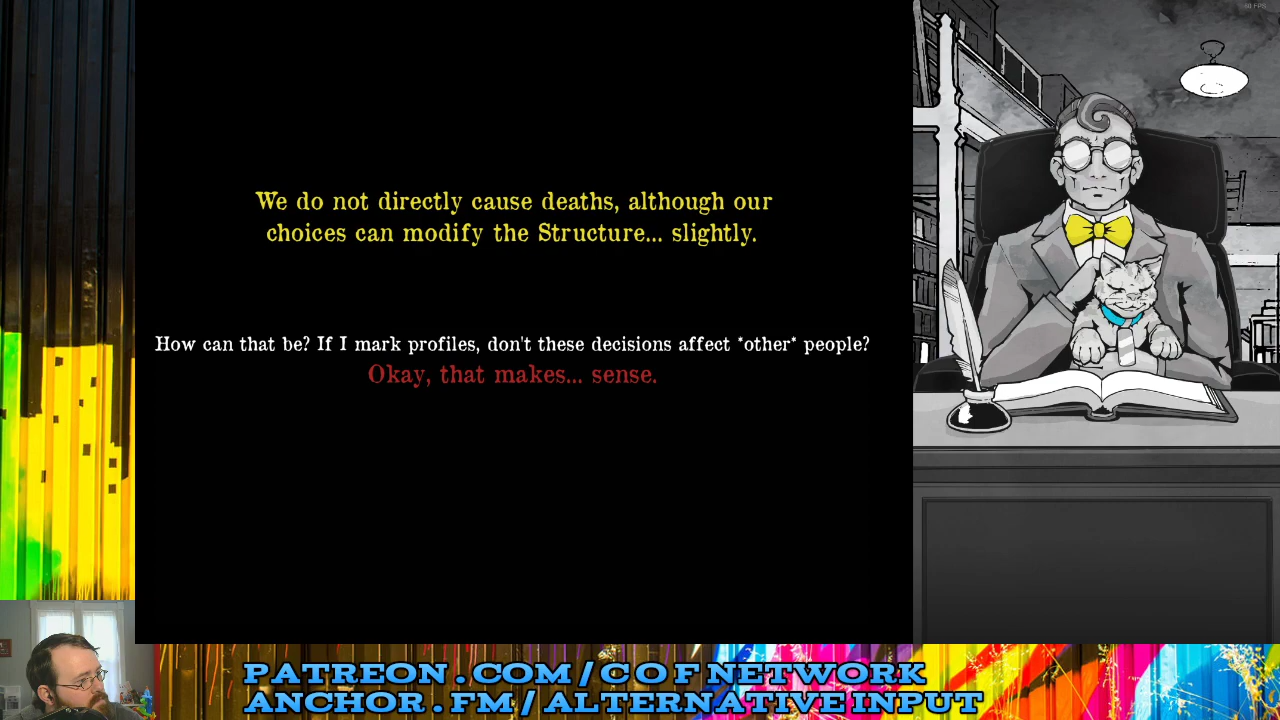 We do not directly cause deaths, although our
choices can modify the Structure... slightly.
How can that be? If I mark profiles, don't these decisions affect *other* people?
Okay, that makes... sense.
PATREON.COM/COFNETWORK
ANCHOR.FM/ALTERNATIVEINPUT